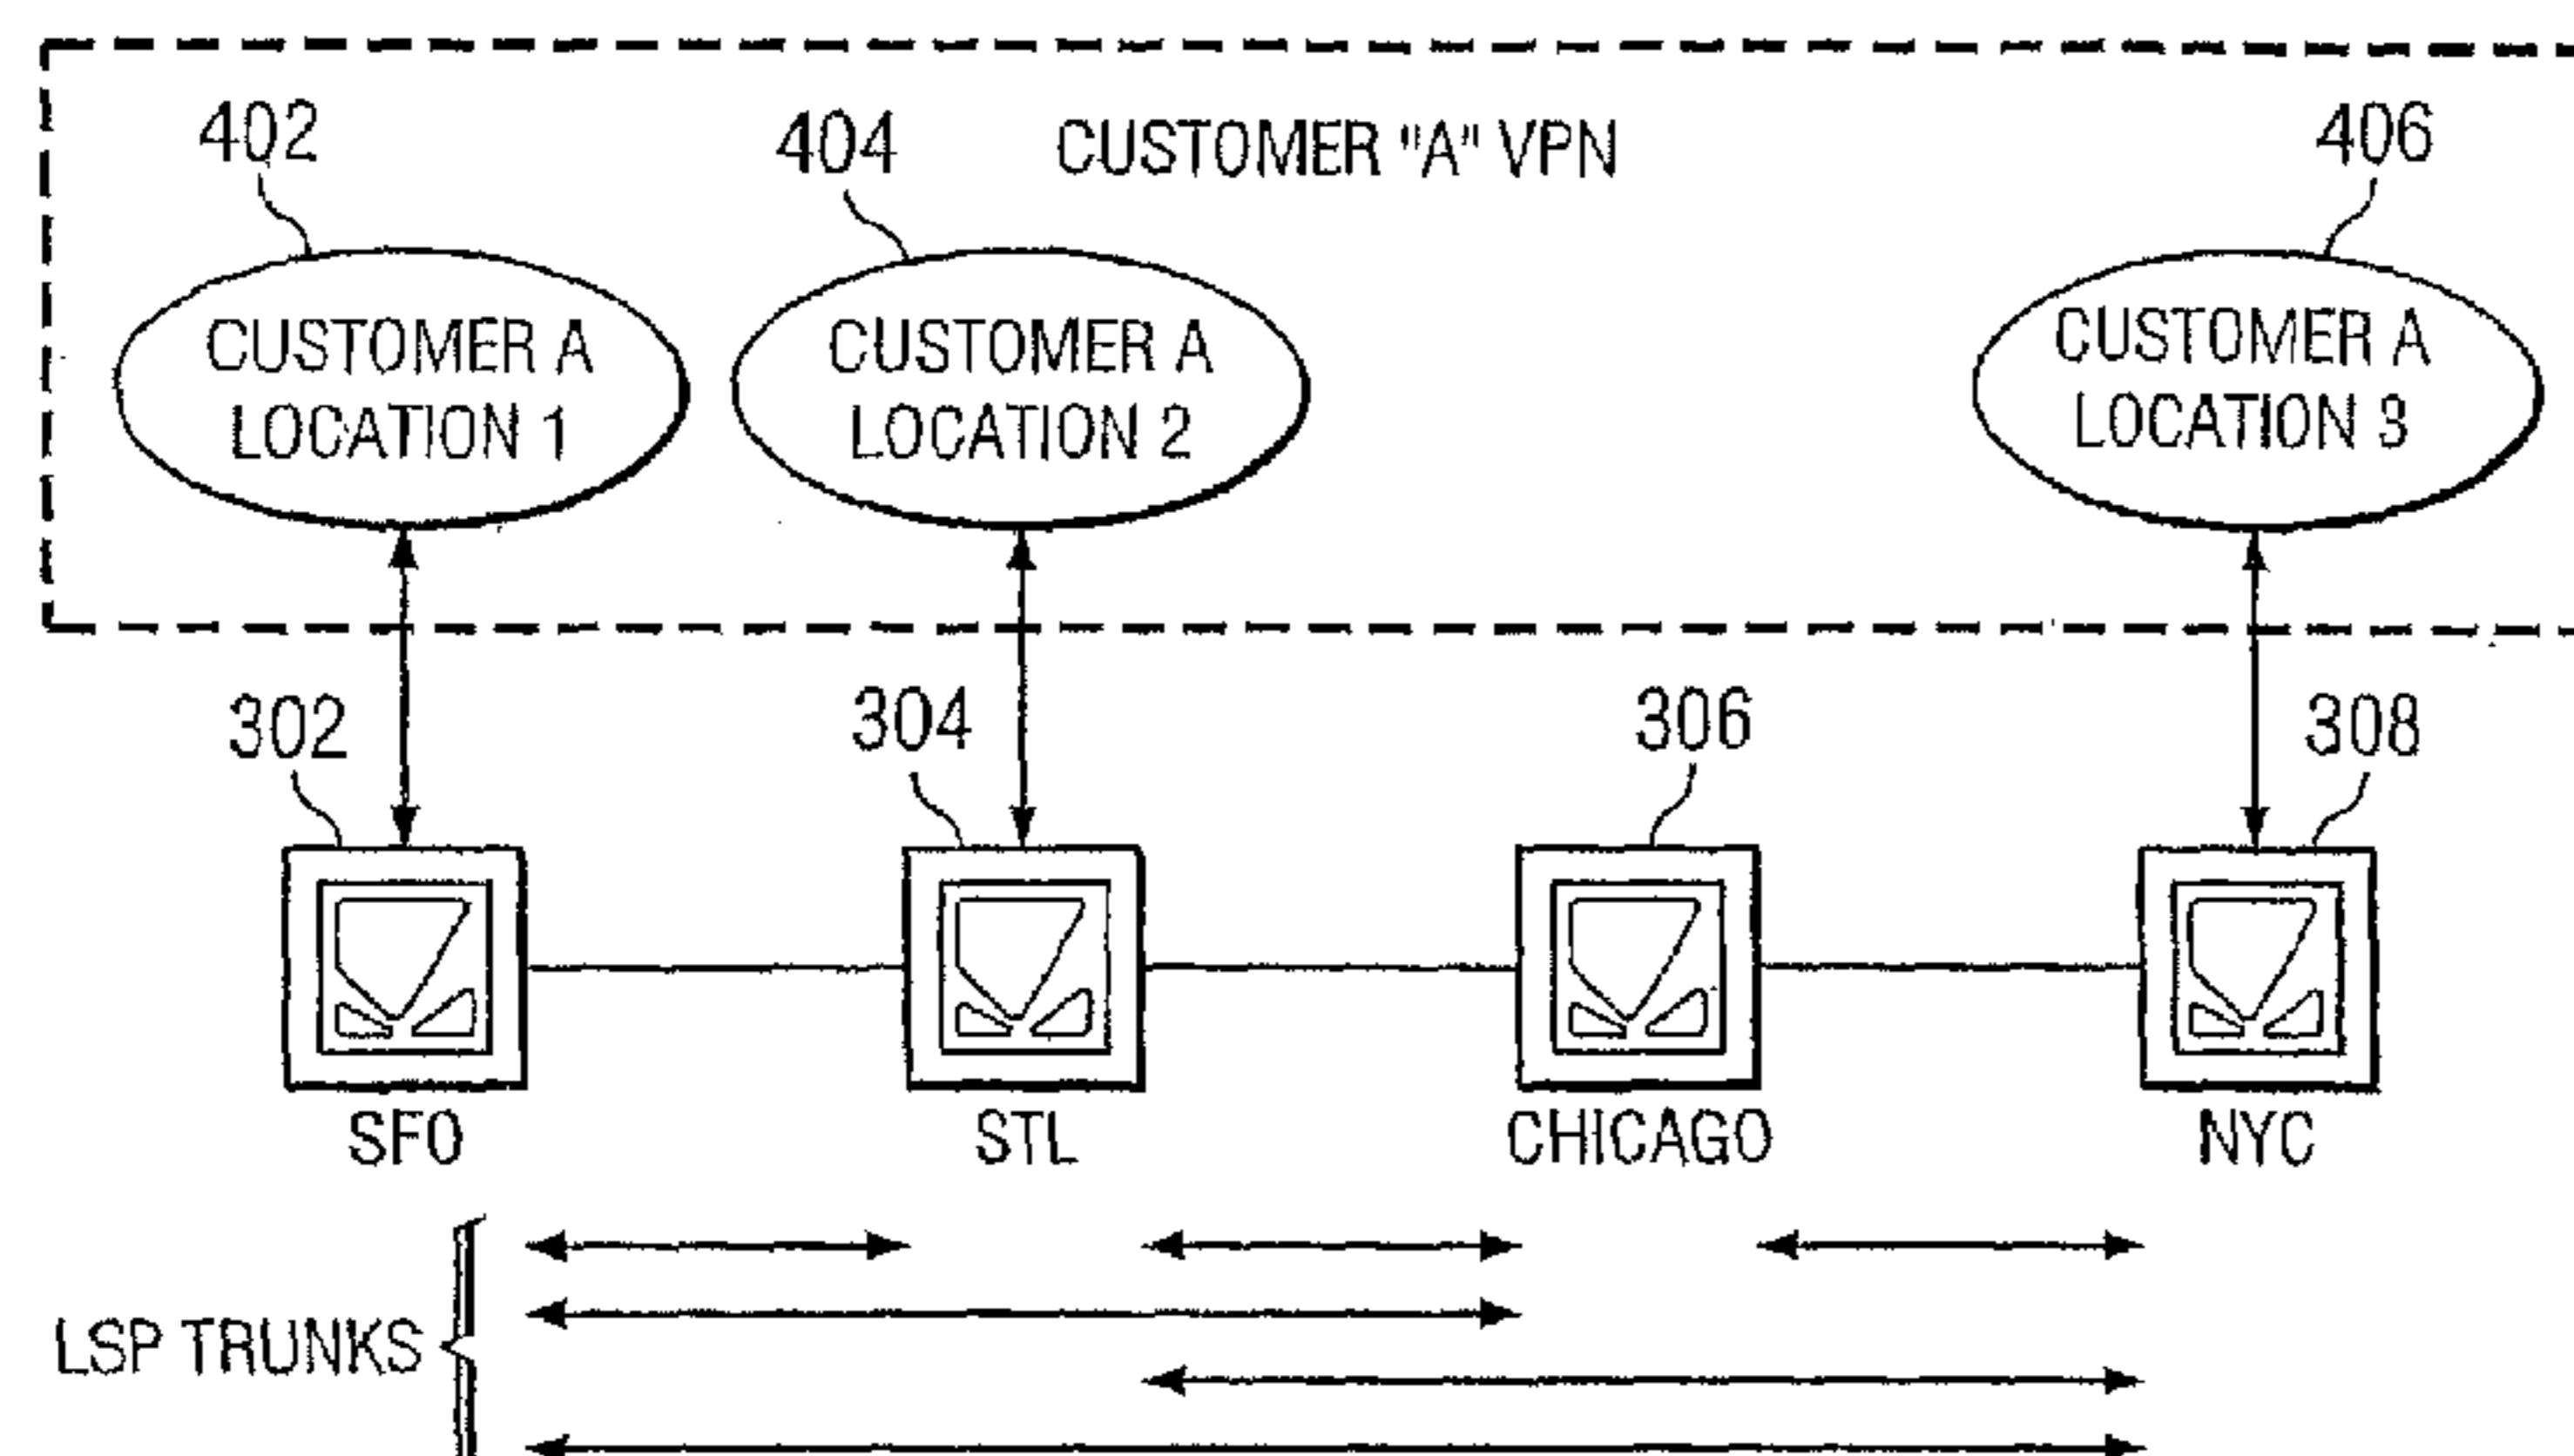 402
404
CUSTOMER "A" VPN
406
CUSTOMER A
LOCATION 1
CUSTOMER A
LOCATION 2
CUSTOMER A
LOCATION 3
302
304
306
308
SFO
STL
CHICAGO
NYC
LSP TRUNKS